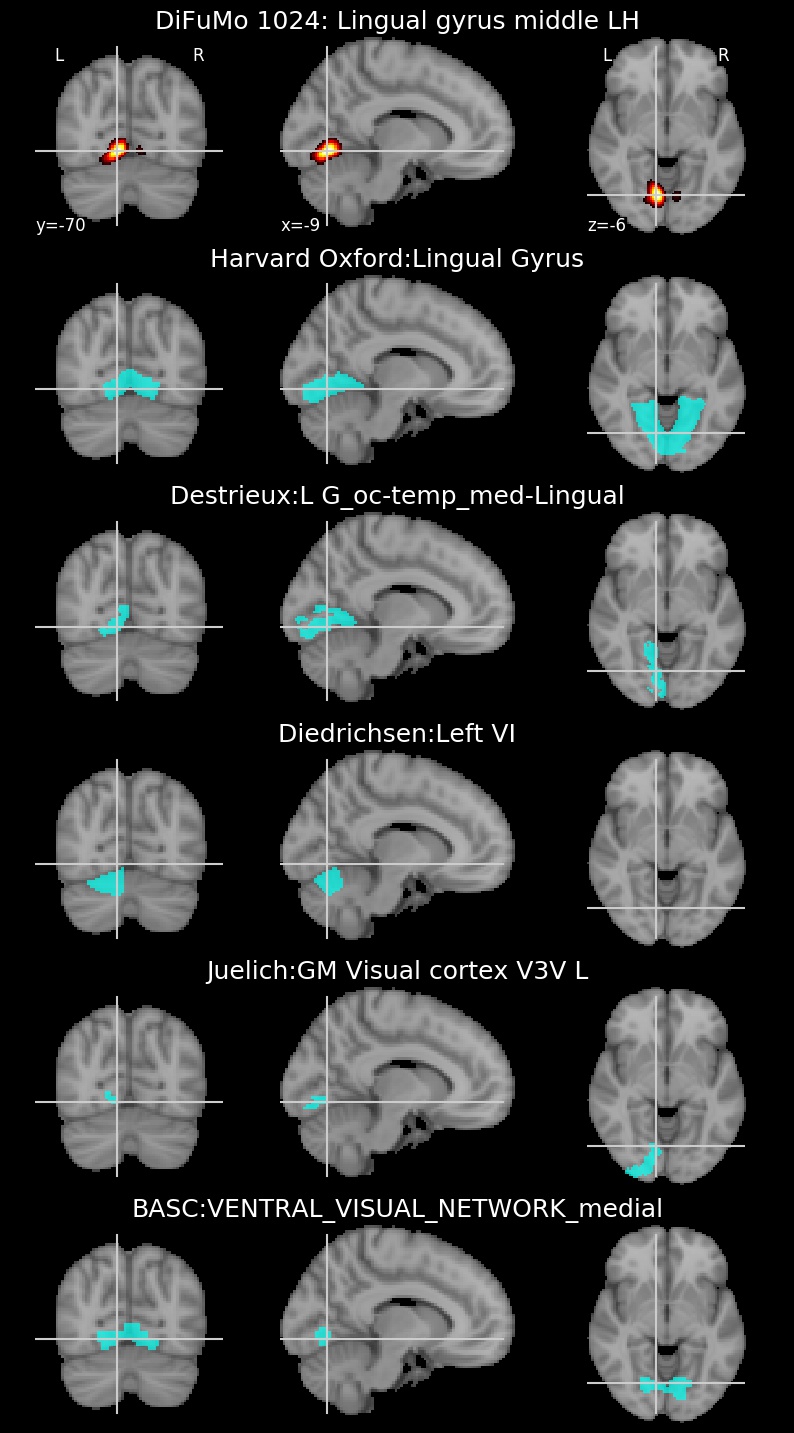 DiFuMo 1024: Lingual gyrus middle LH
L R L R
y=-70 x=-9 z=-6
Harvard Oxford:Lingual Gyrus
Destrieux:L G_oc-temp_med-Lingual
Diedrichsen:Left VI
Juelich:GM Visual cortex V3V L
BASC:VENTRAL_VISUAL_NETWORK_medial